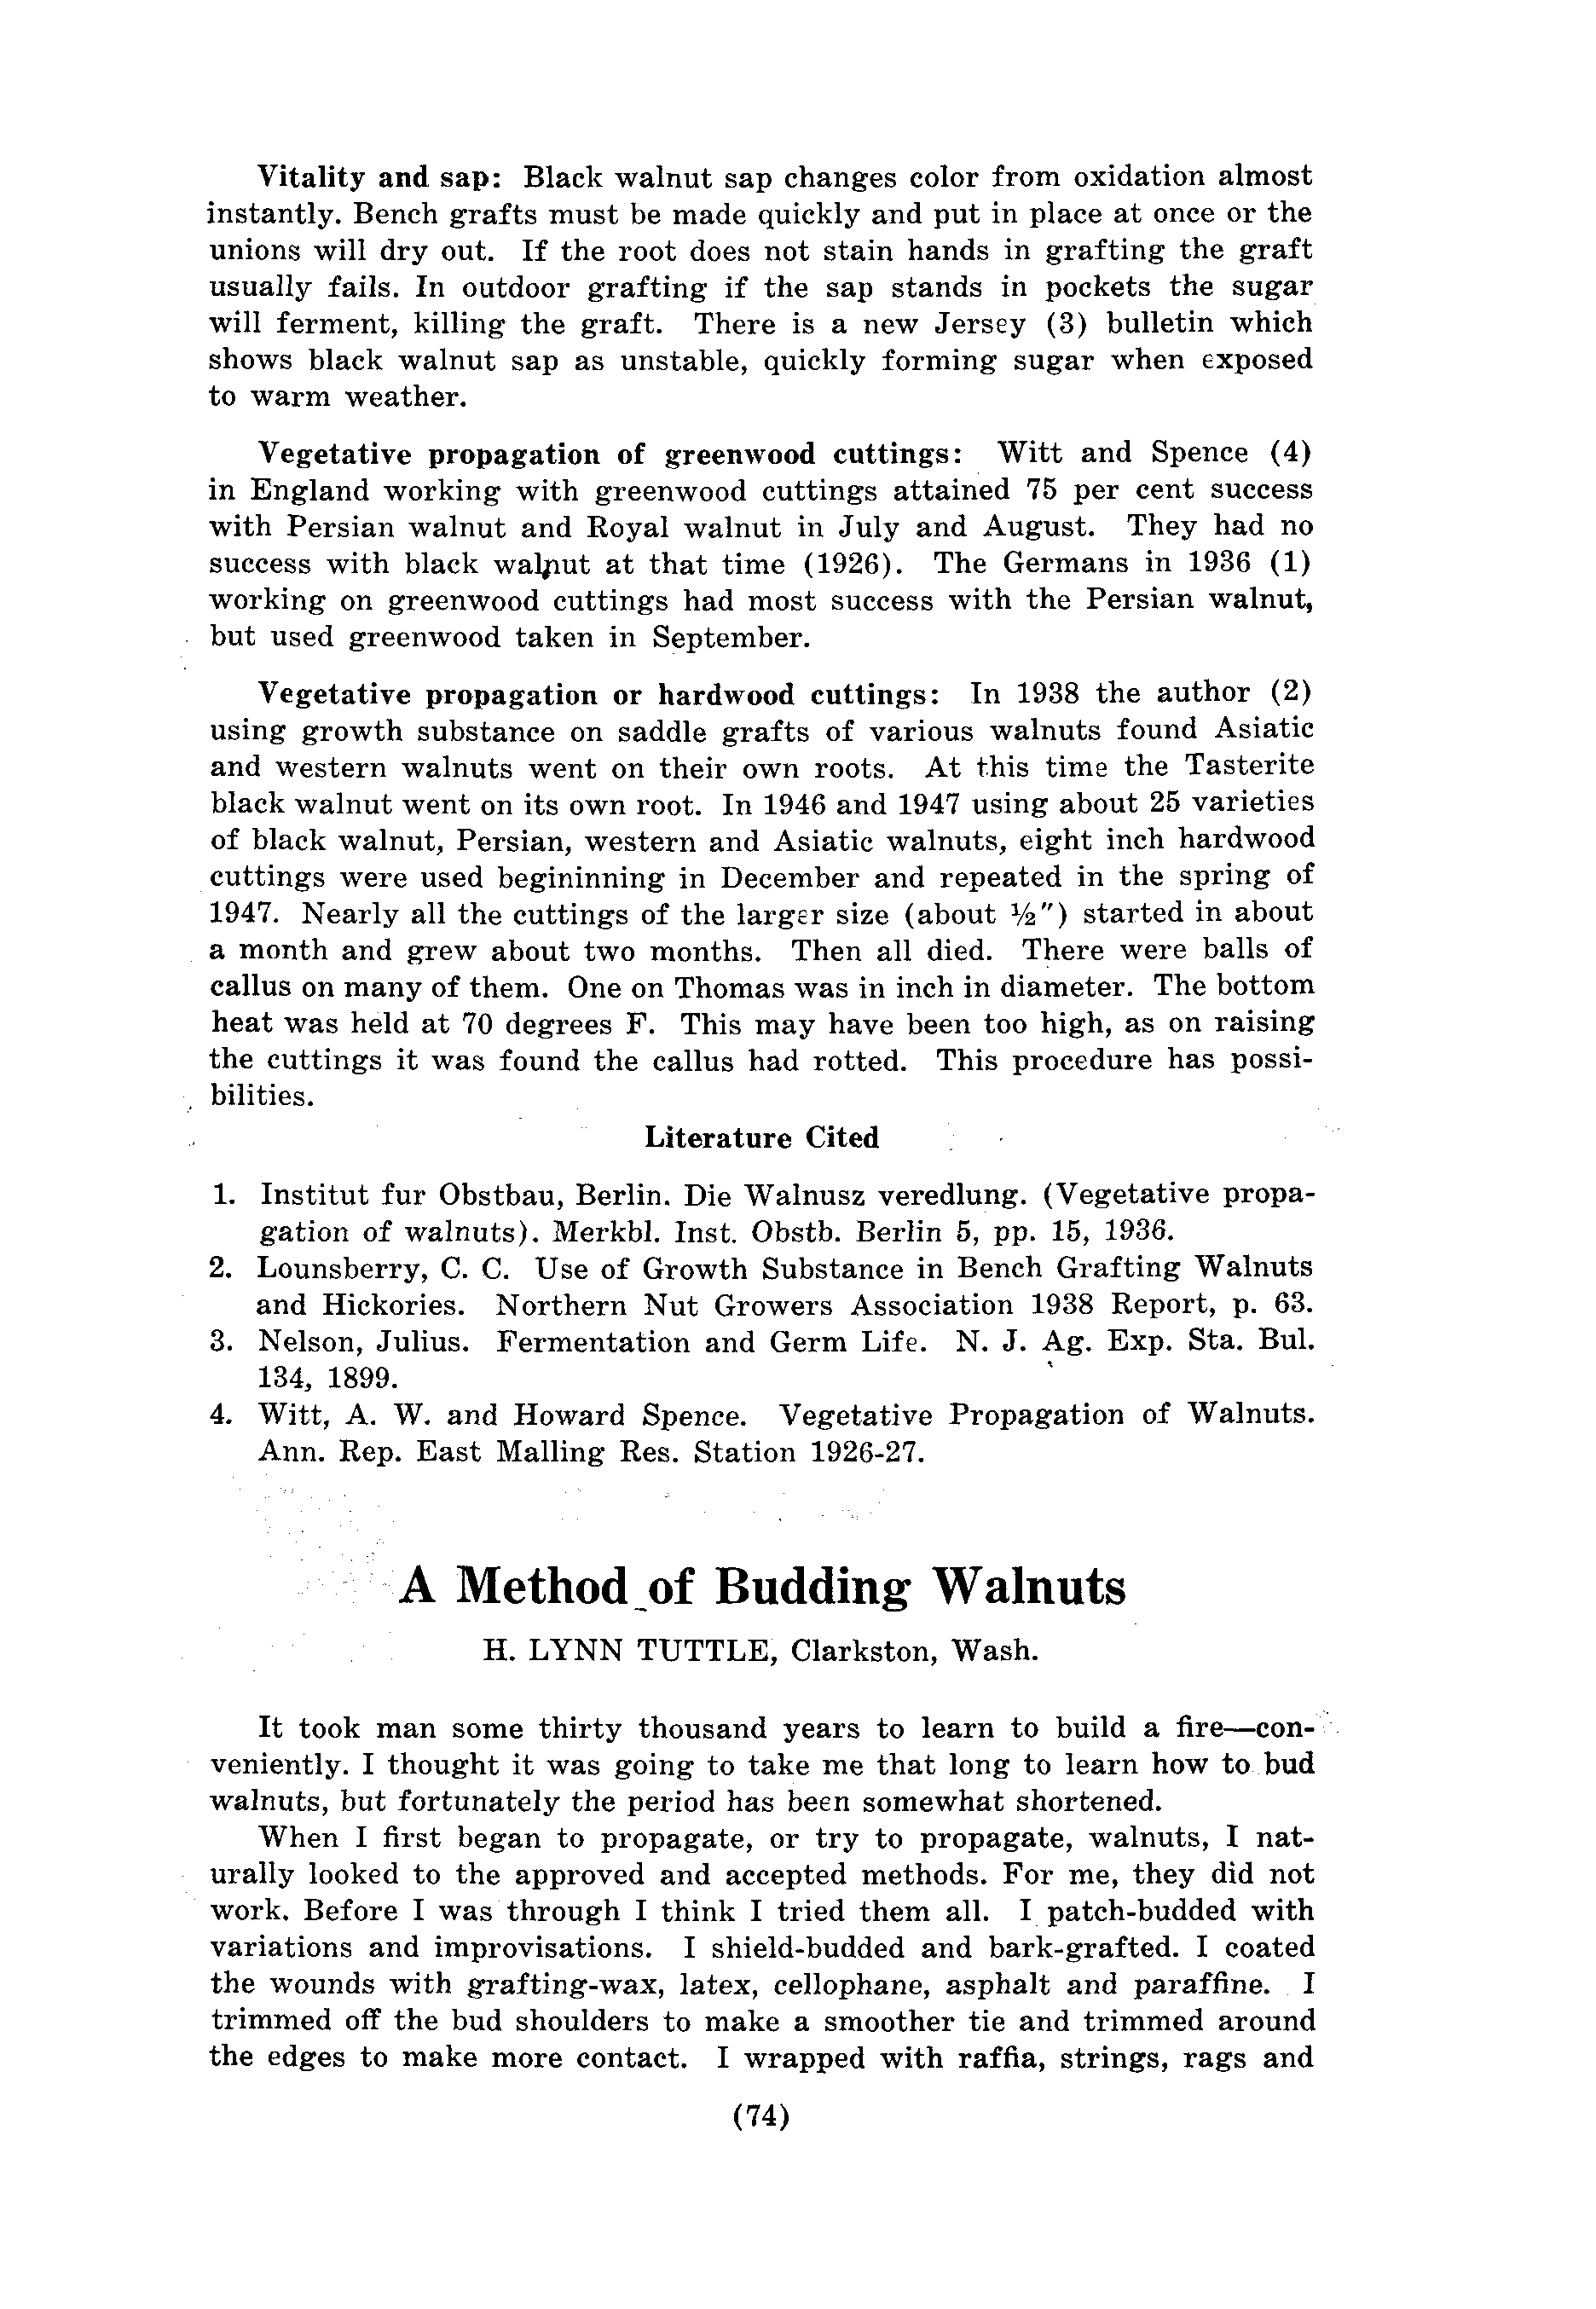 Vitality and sap: Black walnut sap changes color from oxidation almost
instantly. Bench grafts must be made quickly and put in place at once or the
unions will dry out. If the root does not stain hands in grafting the graft
usually fails. In outdoor grafting if the sap stands in pockets the sugar
will ferment, killing the graft. There is a new Jersey (3) bulletin which
shows black walnut sap as unstable, quickly forming sugar when exposed
to warm weather.
Vegetative propagation of greenwood cuttings: Witt and Spence (4)
in England working with greenwood cuttings attained 75 per cent success
with Persian walnut and Royal walnut in July and August. They had no
success with black walnut at that time (1926). The Germans in 1936 (1)
working on greenwood cuttings had most success with the Persian walnut,
but used greenwood taken in September.
Vegetative propagation or hardwood cuttings: In 1938 the author (2)
using growth substance on saddle grafts of various walnuts found Asiatic
and western walnuts went on their own roots. At this time the Tasterite
black walnut went on its own root. In 1946 and 1947 using about 25 varieties
of black walnut, Persian, western and Asiatic walnuts, eight inch hardwood
cuttings were used begininning in December and repeated in the spring of
1947. Nearly all the cuttings of the larger size (about ½") started in about
a month and grew about two months. Then all died. There were balls of
callus on many of them. One on Thomas was in inch in diameter. The bottom
heat was held at 70 degrees F. This may have been too high, as on raising
the cuttings it was found the callus had rotted. This procedure has possi-
bilities.
Literature Cited
1. Institut fur Obstbau, Berlin. Die Walnusz veredlung. (Vegetative propa-
gation of walnuts). Merkbl. Inst. Obstb. Berlin 5, pp. 15, 1936.
2. Lounsberry, C. C. Use of Growth Substance in Bench Grafting Walnuts
and Hickories. Northern Nut Growers Association 1938 Report, p. 63.
3. Nelson, Julius. Fermentation and Germ Life. N. J. Ag. Exp. Sta. Bul.
134, 1899.
4. Witt, A. W. and Howard Spence. Vegetative Propagation of Walnuts.
Ann. Rep. East Malling Res. Station 1926-27.
A Method of Budding Walnuts
H. LYNN TUTTLE, Clarkston, Wash.
It took man some thirty thousand years to learn to build a fire—con-
veniently. I thought it was going to take me that long to learn how to bud
walnuts, but fortunately the period has been somewhat shortened.
When I first began to propagate, or try to propagate, walnuts, I nat-
urally looked to the approved and accepted methods. For me, they did not
work. Before I was through I think I tried them all. I patch-budded with
variations and improvisations. I shield-budded and bark-grafted. I coated
the wounds with grafting-wax, latex, cellophane, asphalt and paraffine. I
trimmed off the bud shoulders to make a smoother tie and trimmed around
the edges to make more contact. I wrapped with raffia, strings, rags and
(74)